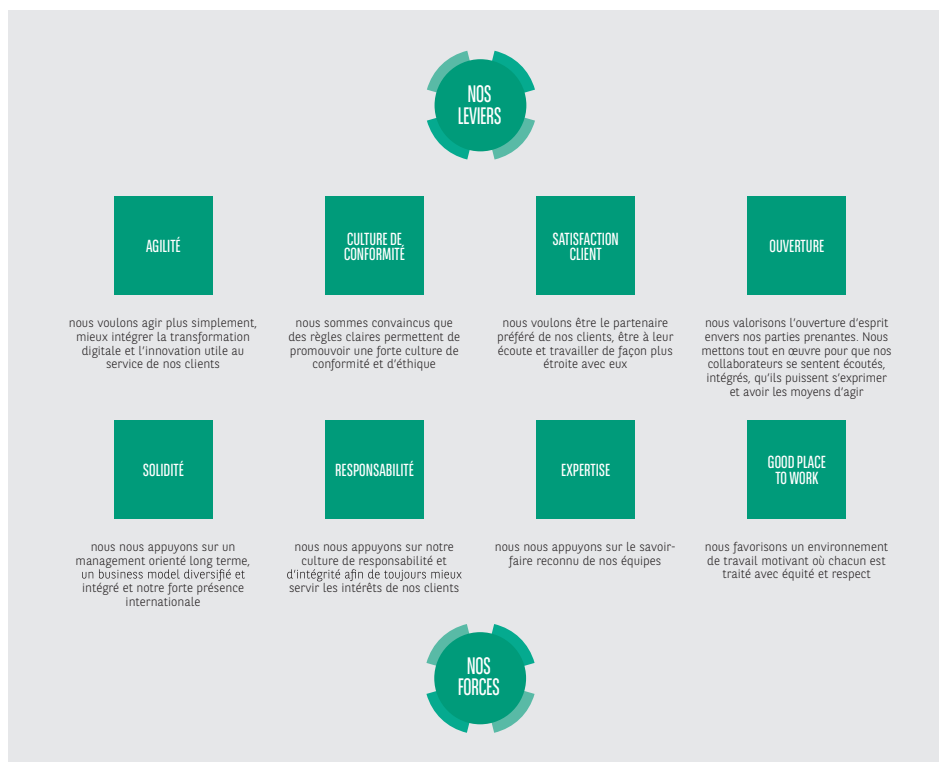 NOS
LEVIERS
AGILITÉ
nous voulons agir plus simplement,
mieux intégrer la transformation
digitale et l'innovation utile au
service de nos clients
CULTURE DE
CONFORMITÉ
nous sommes convaincus que
des règles claires permettent de
promouvoir une forte culture de
conformité et d'éthique
SATISFACTION
CLIENT
nous voulons être le partenaire
préféré de nos clients, être à leur
écoute et travailler de façon plus
étroite avec eux
OUVERTURE
nous valorisons l'ouverture d'esprit
envers nos parties prenantes. Nous
mettons tout en œuvre pour que nos
collaborateurs se sentent écoutés,
intégrés, qu'ils puissent s'exprimer
et avoir les moyens d'agir
SOLIDITÉ
nous nous appuyons sur un
management orienté long terme,
un business model diversifié et
intégré et notre forte présence
internationale
RESPONSABILITÉ
nous nous appuyons sur notre
culture de responsabilité et
d'intégrité afin de toujours mieux
servir les intérêts de nos clients
EXPERTISE
nous nous appuyons sur le savoir-
faire reconnu de nos équipes
GOOD PLACE
TO WORK
nous favorisons un environnement
de travail motivant où chacun est
traité avec équité et respect
NOS
FORCES